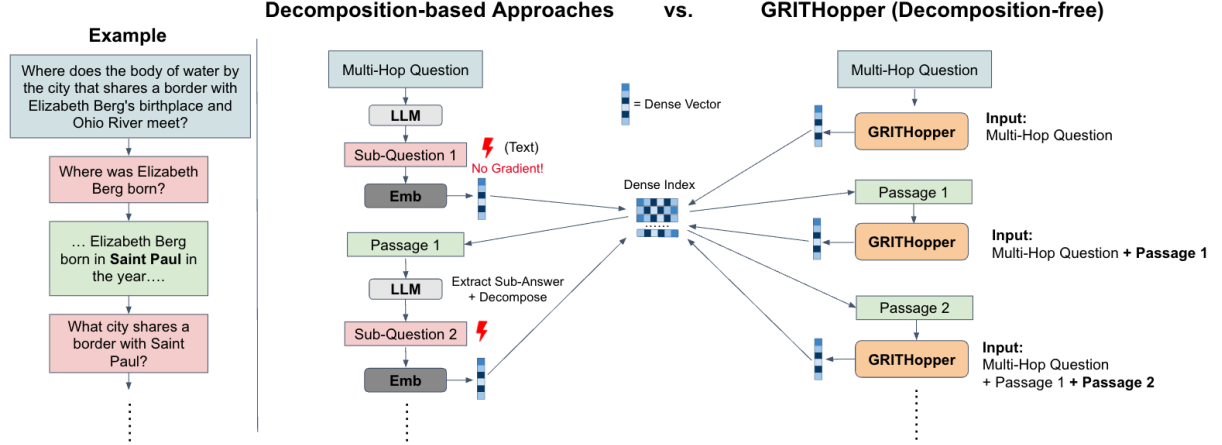 Decomposition-based Approaches vs. GRITHopper (Decomposition-free)
Example
Where does the body of water by
the city that shares a border with
Elizabeth Berg's birthplace and
Ohio River meet?
Where was Elizabeth
Berg born?
… Elizabeth Berg
born in Saint Paul in
the year….
What city shares a
border with Saint
Paul?
Multi-Hop Question
LLM
Sub-Question 1
(Text)
No Gradient!
Emb
Passage 1
LLM
Extract Sub-Answer
+ Decompose
Sub-Question 2
Emb
= Dense Vector
Dense Index
Multi-Hop Question
GRITHopper
Input:
Multi-Hop Question
Passage 1
GRITHopper
Input:
Multi-Hop Question + Passage 1
Passage 2
GRITHopper
Input:
Multi-Hop Question
+ Passage 1 + Passage 2